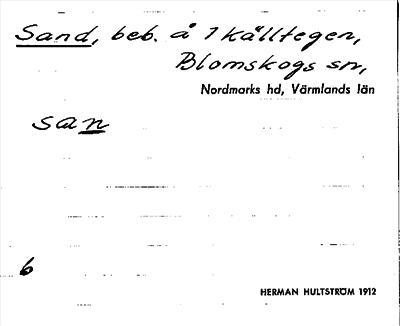 Sand, beb. å 1 Källtegen,
Blomskogs sn,
Nordmarks hd, Värmlands län
san
6
HERMAN HULTSTRÖM 1912